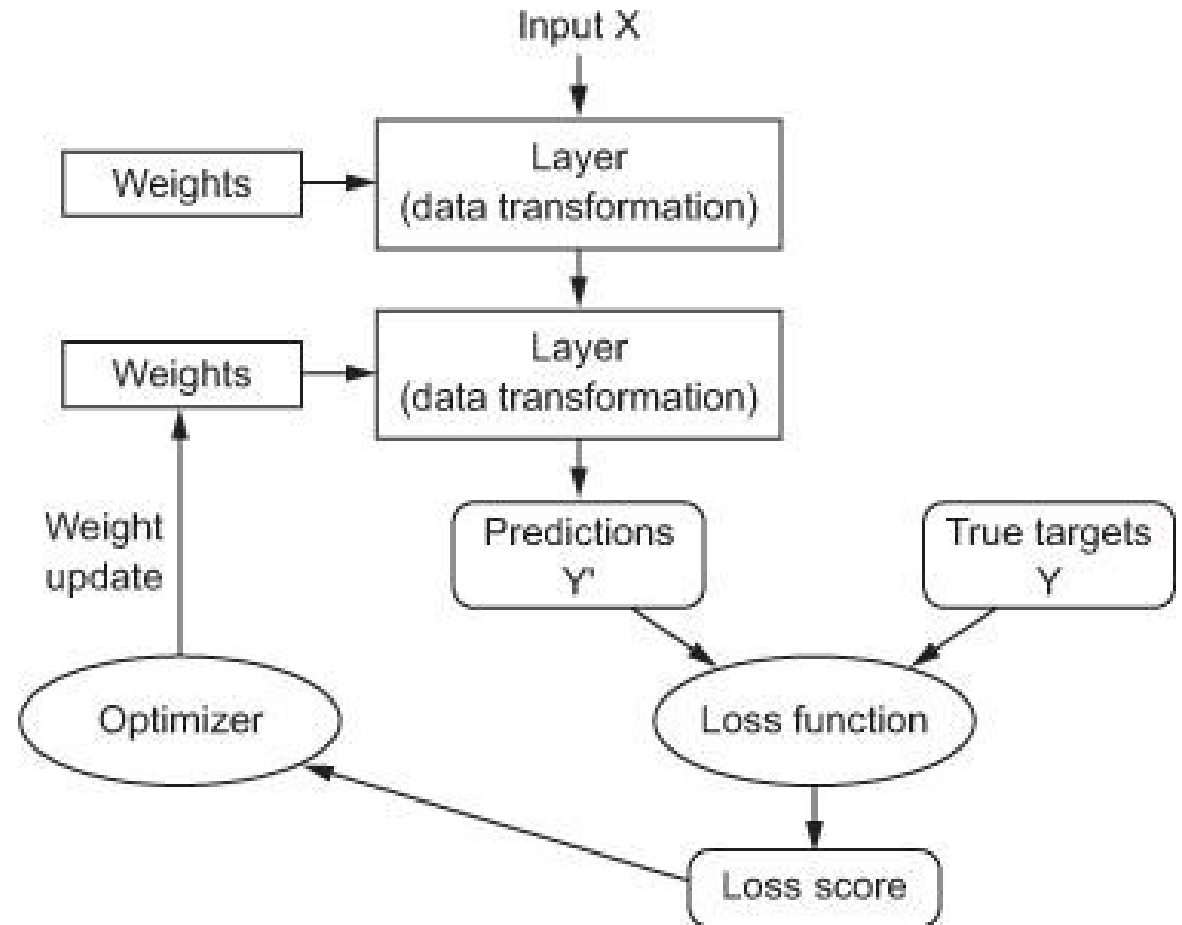 Input X
Weights
Layer
(data transformation)
Weights
Layer
(data transformation)
Weight
update
Predictions
Y'
True targets
Y
Optimizer
Loss function
Loss score